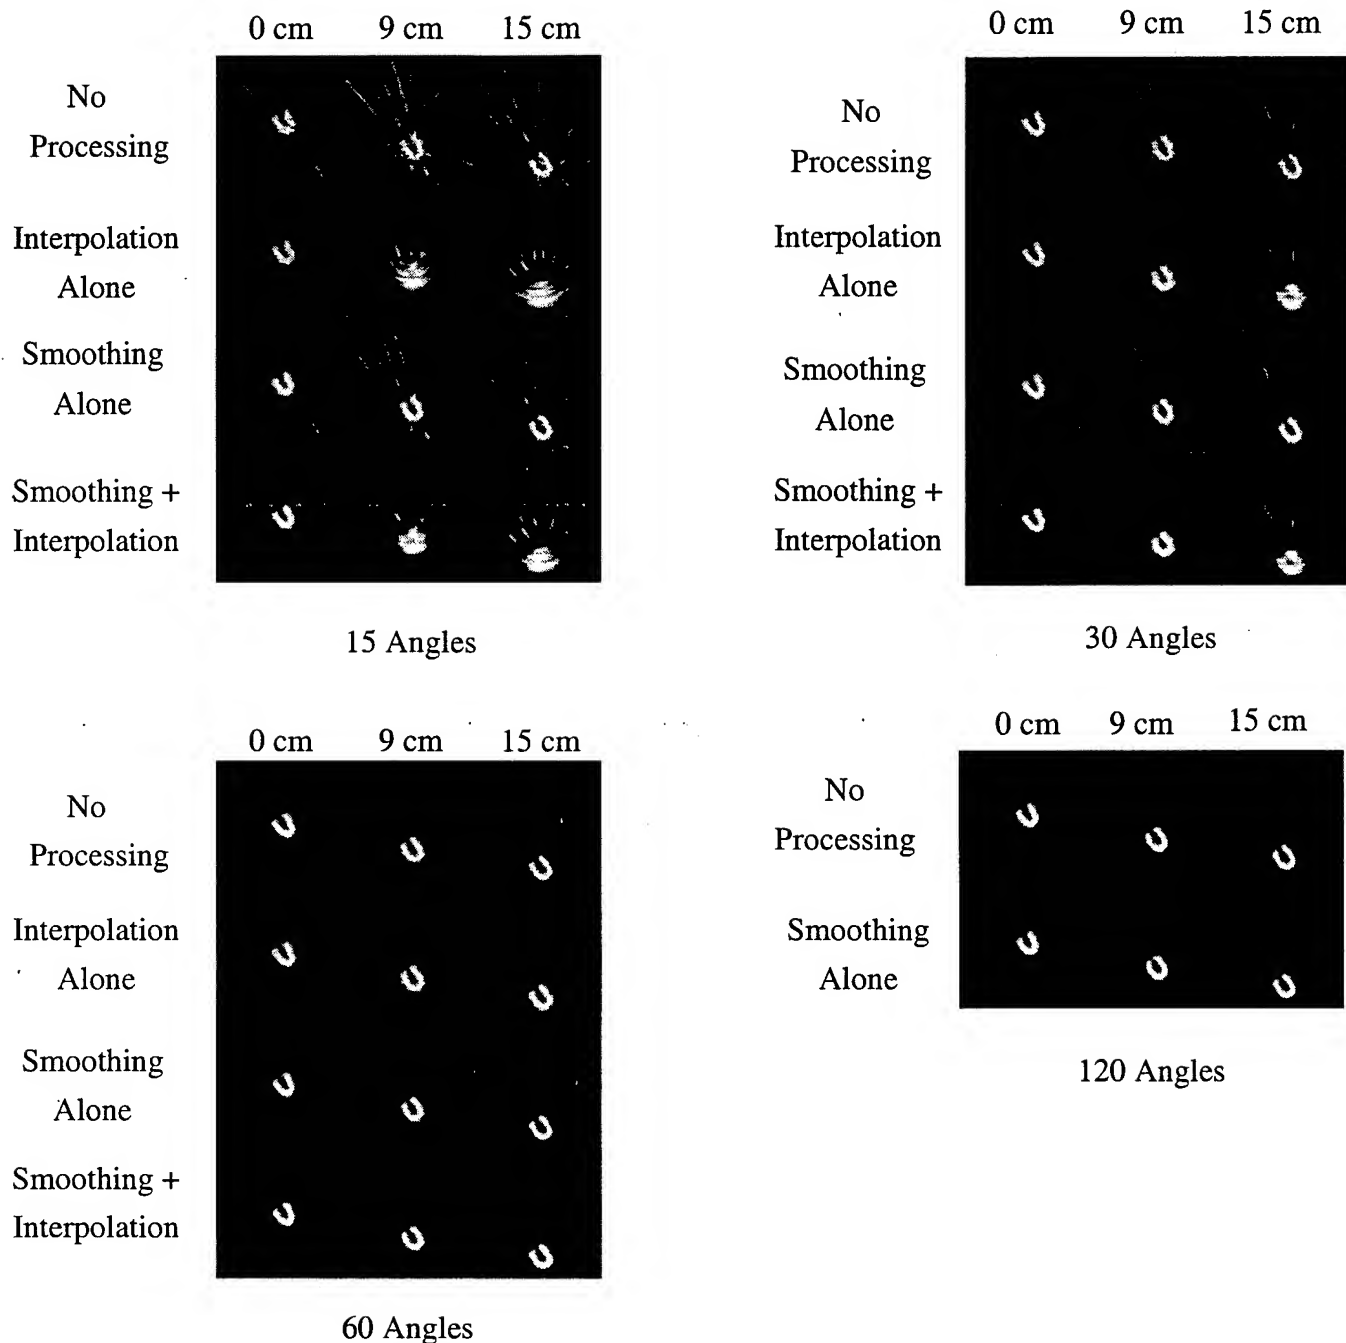 0 cm 9 cm 15 cm
No
Processing
Interpolation
Alone
Smoothing
Alone
Smoothing +
Interpolation
15 Angles
0 cm 9 cm 15 cm
No
Processing
Interpolation
Alone
Smoothing
Alone
Smoothing +
Interpolation
30 Angles
0 cm 9 cm 15 cm
No
Processing
Interpolation
Alone
Smoothing
Alone
Smoothing +
Interpolation
60 Angles
0 cm 9 cm 15 cm
No
Processing
Smoothing
Alone
120 Angles